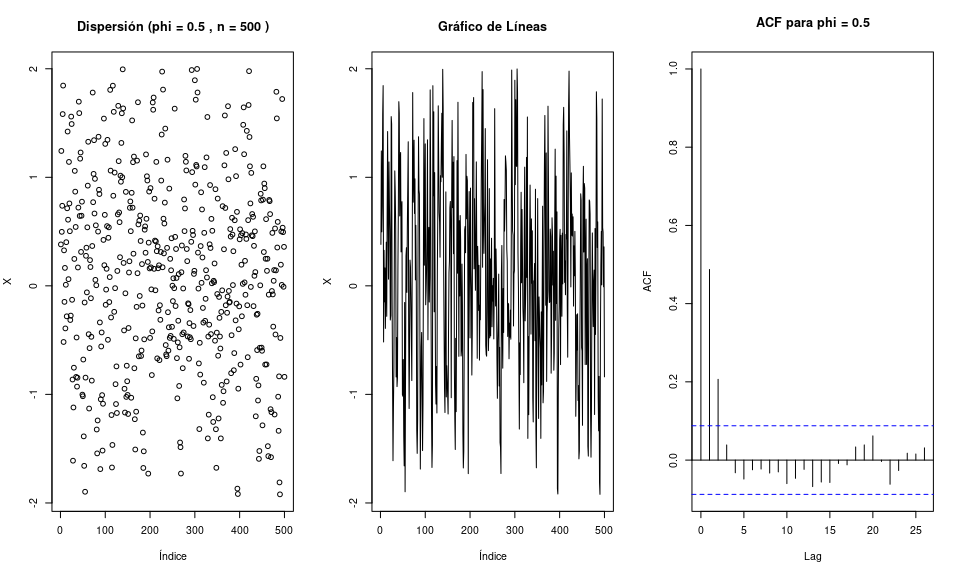 Dispersión (phi = 0.5 , n = 500 )
2
1
0
-1
-2
X
0 100 200 300 400 500
Índice
Gráfico de Líneas
2
1
0
-1
-2
X
0 100 200 300 400 500
Índice
ACF para phi = 0.5
1.0
0.8
0.6
0.4
0.2
0.0
ACF
0 5 10 15 20 25
Lag